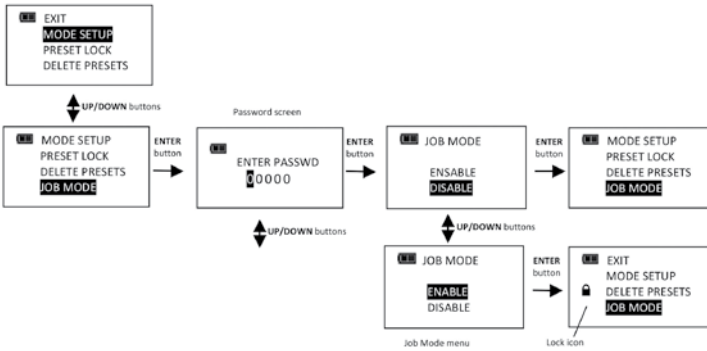 EXIT
MODE SETUP
PRESET LOCK
DELETE PRESETS
UP/DOWN buttons
MODE SETUP
PRESET LOCK
DELETE PRESETS
JOB MODE
ENTER
button
Password screen
ENTER PASSWD
00000
UP/DOWN buttons
ENTER
button
JOB MODE
ENSABLE
DISABLE
ENTER
button
MODE SETUP
PRESET LOCK
DELETE PRESETS
JOB MODE
UP/DOWN buttons
JOB MODE
ENABLE
DISABLE
Job Mode menu
ENTER
button
EXIT
MODE SETUP
DELETE PRESETS
JOB MODE
Lock icon